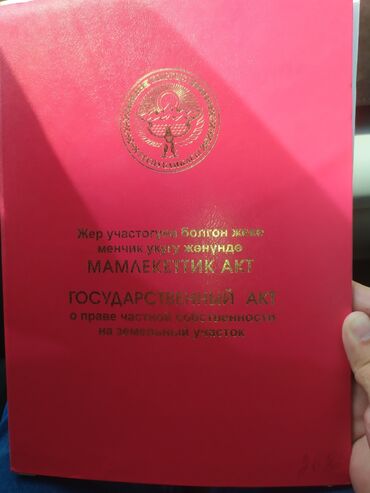 Жер участогуна болгон жеке
менчик укугу жөнүндө
МАМЛЕКЕТТИК АКТ
ГОСУДАРСТВЕННЫЙ АКТ
о праве частной собственности
на земельный участок